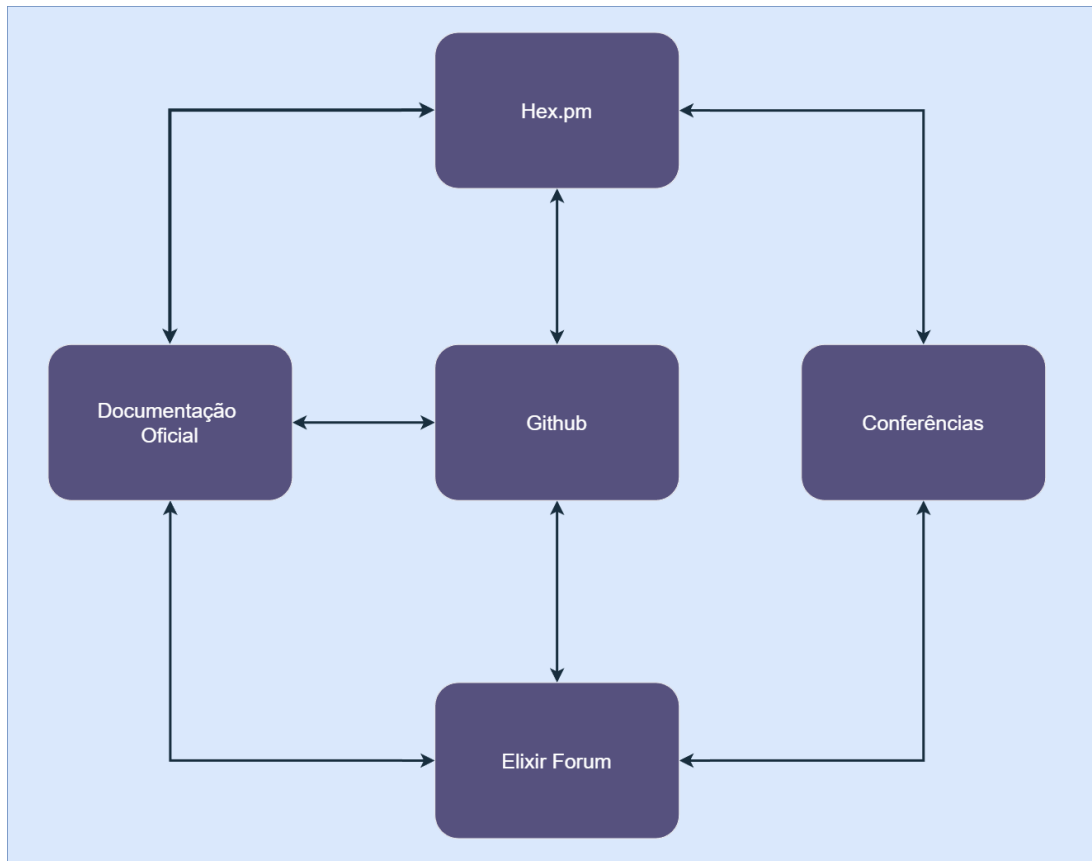 Hex.pm
Documentação
Oficial
Github
Conferências
Elixir Forum